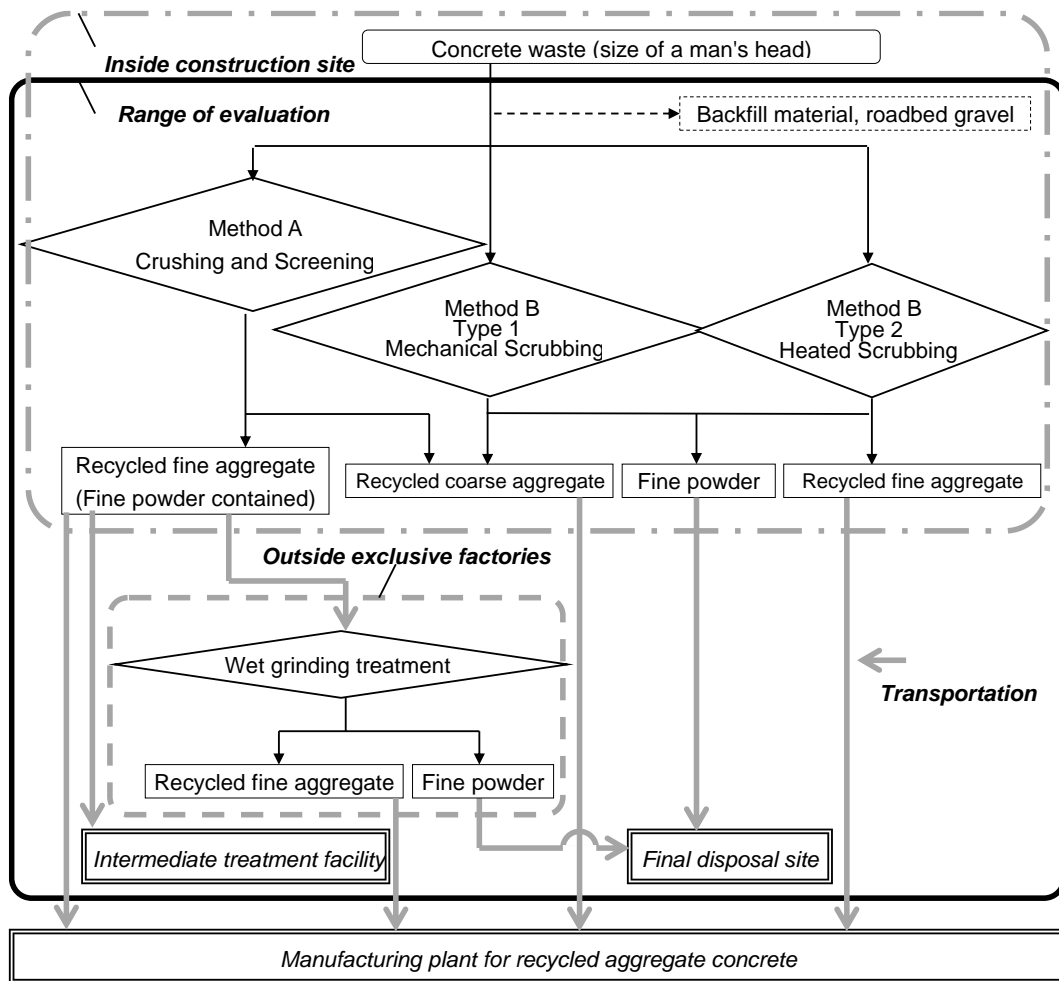 Concrete waste (size of a man's head)
Inside construction site
Range of evaluation
Backfill material, roadbed gravel
Method A
Crushing and Screening
Method B
Type 1
Mechanical Scrubbing
Method B
Type 2
Heated Scrubbing
Recycled fine aggregate
(Fine powder contained)
Recycled coarse aggregate
Fine powder
Recycled fine aggregate
Outside exclusive factories
Wet grinding treatment
Transportation
Recycled fine aggregate
Fine powder
Intermediate treatment facility
Final disposal site
Manufacturing plant for recycled aggregate concrete